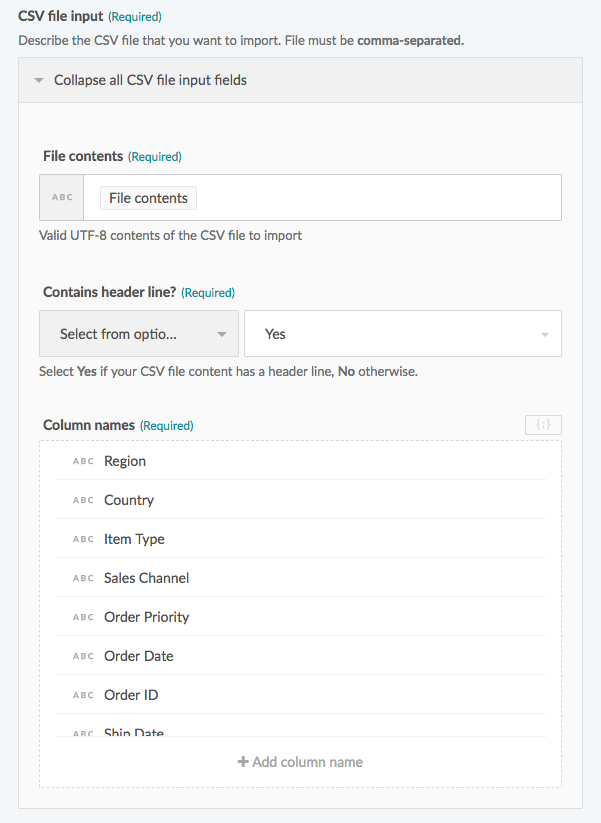 CSV file input (Required)
Describe the CSV file that you want to import. File must be comma-separated.
Collapse all CSV file input fields
File contents (Required)
ABC File contents
Valid UTF-8 contents of the CSV file to import
Contains header line? (Required)
Select from optio... Yes
Select Yes if your CSV file content has a header line, No otherwise.
Column names (Required) {;}
ABC Region
ABC Country
ABC Item Type
ABC Sales Channel
ABC Order Priority
ABC Order Date
ABC Order ID
ABC Ship Date
+ Add column name